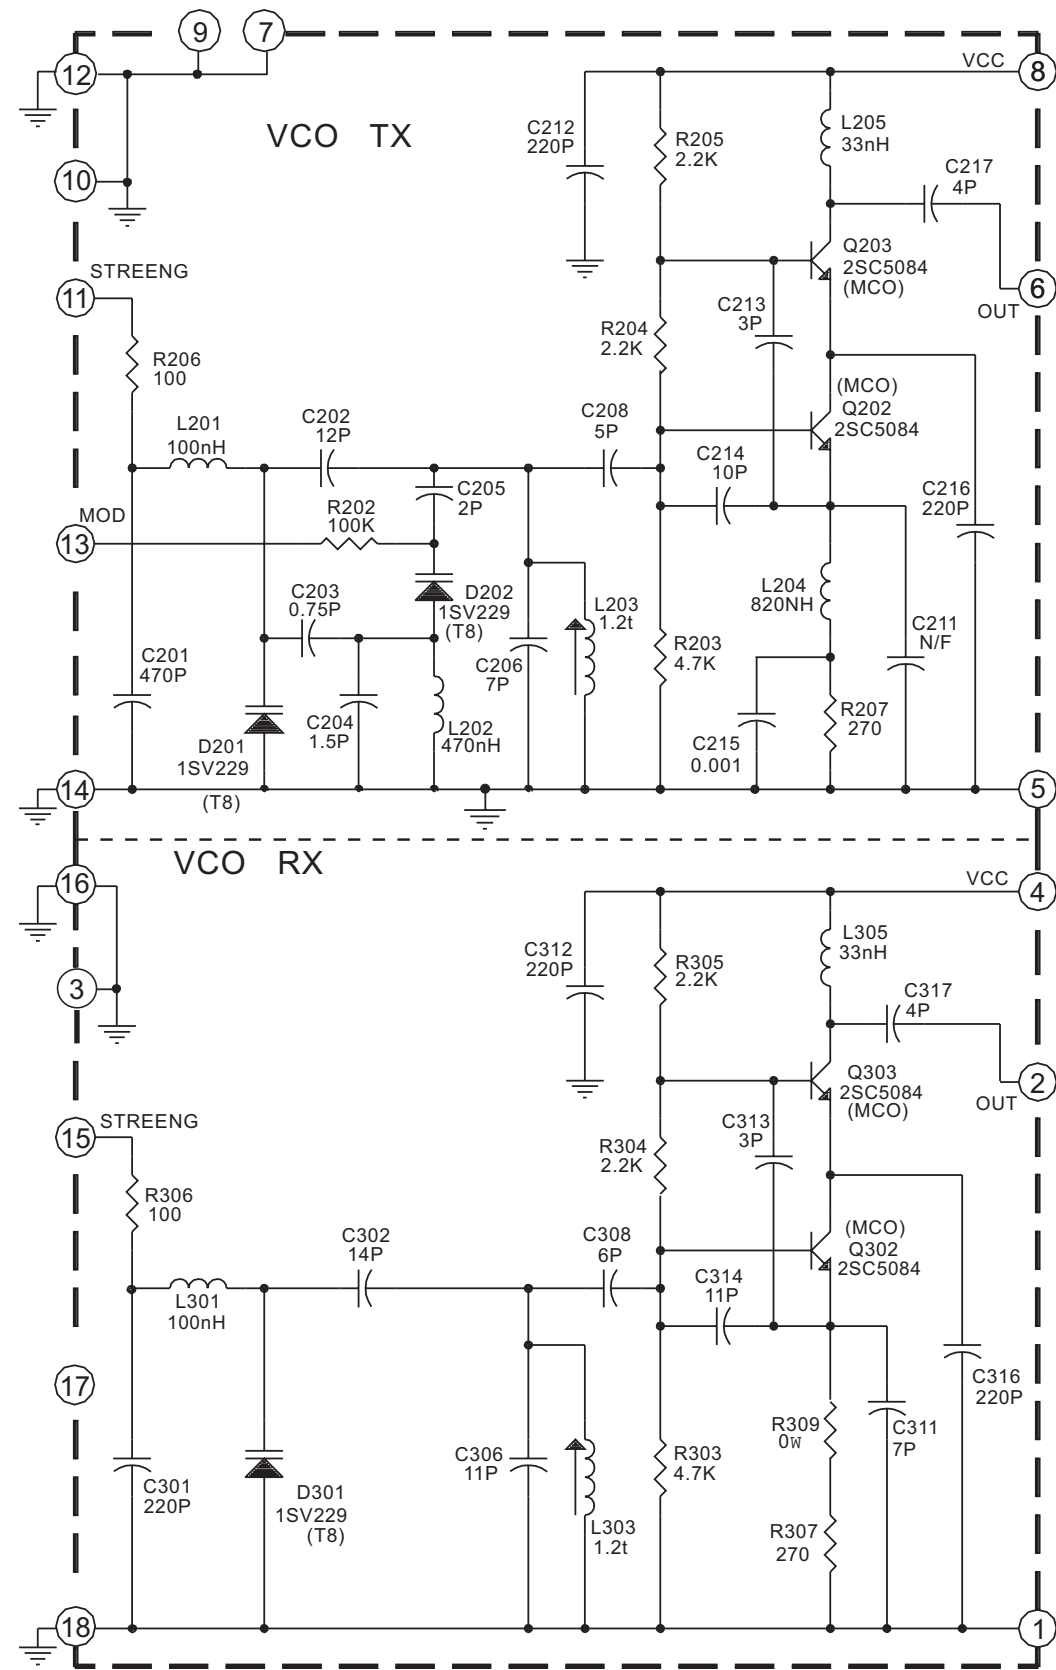 9
7
12
VCC
8
VCO TX
C212
220P
R205
2.2K
L205
33nH
C217
4P
10
STREENG
11
Q203
2SC5084
(MCO)
6
OUT
C213
3P
R204
2.2K
R206
100
(MCO)
Q202
2SC5084
L201
100nH
C202
12P
C208
5P
C214
10P
C205
2P
C216
220P
MOD
13
R202
100K
C203
0.75P
D202
1SV229
(T8)
L203
1.2t
L204
820NH
C211
N/F
C201
470P
C206
7P
R203
4.7K
C204
1.5P
L202
470nH
R207
270
D201
1SV229
(T8)
C215
0.001
14
5
VCO RX
16
VCC
4
C312
220P
R305
2.2K
L305
33nH
C317
4P
3
Q303
2SC5084
(MCO)
2
OUT
STREENG
15
C313
3P
R304
2.2K
R306
100
(MCO)
Q302
2SC5084
C302
14P
C308
6P
C314
11P
L301
100nH
17
C316
220P
R309
0W
C311
7P
C306
11P
R303
4.7K
C301
220P
D301
1SV229
(T8)
L303
1.2t
R307
270
18
1